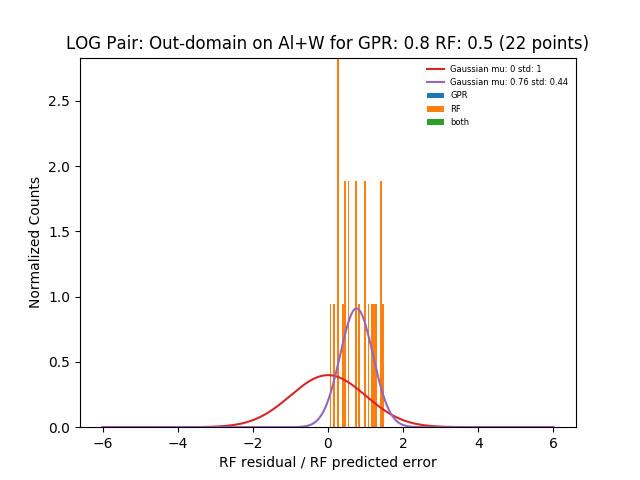 LOG Pair: Out-domain on Al+W for GPR: 0.8 RF: 0.5 (22 points)
Gaussian mu: 0 std: 1
Gaussian mu: 0.76 std: 0.44
GPR
RF
both
Normalized Counts
2.5
2.0
1.5
1.0
0.5
0.0
−6 −4 −2 0 2 4 6
RF residual / RF predicted error